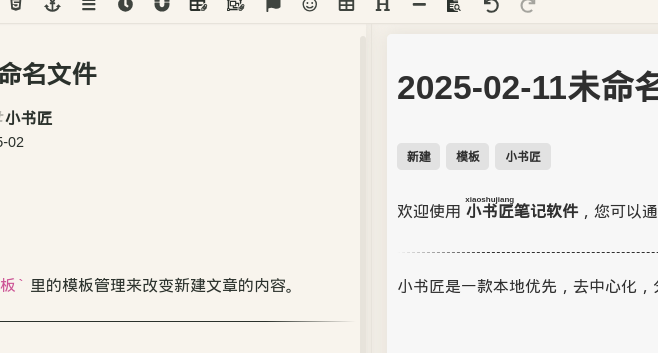 命名文件
小书匠
5-02
板` 里的模板管理来改变新建文章的内容。
2025-02-11未命名
新建 模板 小书匠
xiaoshujiang
欢迎使用 小书匠笔记软件，您可以通
小书匠是一款本地优先，去中心化，